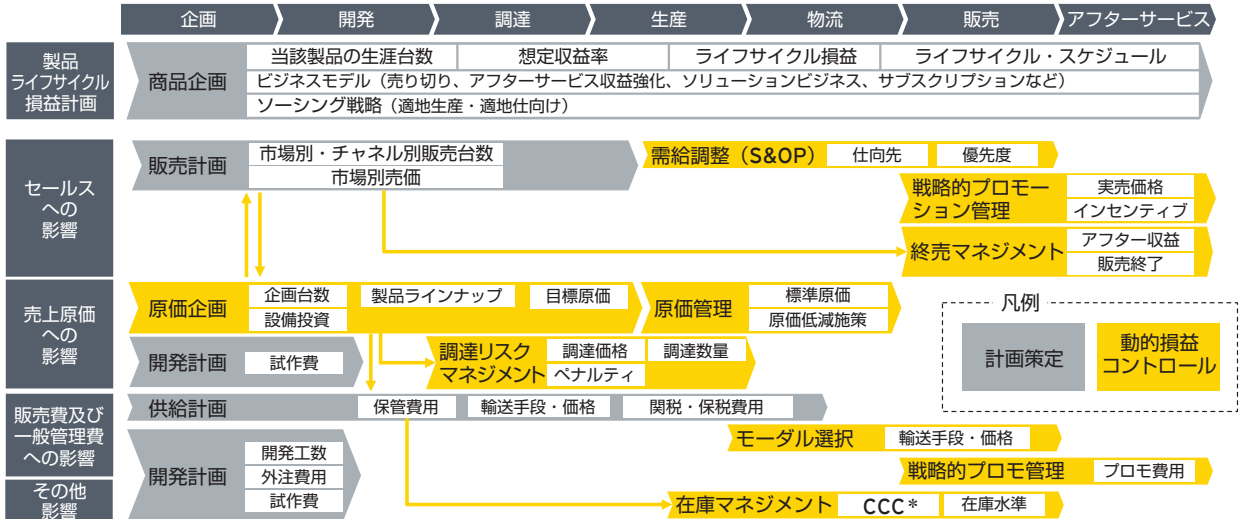 企画
開発
調達
生産
物流
販売
アフターサービス
製品
ライフサイクル
損益計画
商品企画
当該製品の生涯台数
想定収益率
ライフサイクル損益
ライフサイクル・スケジュール
ビジネスモデル（売り切り、アフターサービス収益強化、ソリューションビジネス、サブスクリプションなど）
ソーシング戦略（適地生産・適地仕向け）
セールス
への
影響
販売計画
市場別・チャネル別販売台数
市場別売価
需給調整（S&OP）
仕向先
優先度
戦略的プロモー
ション管理
実売価格
インセンティブ
終売マネジメント
アフター収益
販売終了
売上原価
への
影響
原価企画
企画台数
設備投資
製品ラインナップ
目標原価
原価管理
標準原価
原価低減施策
開発計画
試作費
調達リスク
マネジメント
調達価格
調達数量
ペナルティ
凡例
計画策定
動的損益
コントロール
販売費及び
一般管理費
への影響
供給計画
保管費用
輸送手段・価格
関税・保税費用
モーダル選択
輸送手段・価格
開発計画
開発工数
外注費用
試作費
戦略的プロモ管理
プロモ費用
その他
影響
在庫マネジメント
CCC*
在庫水準